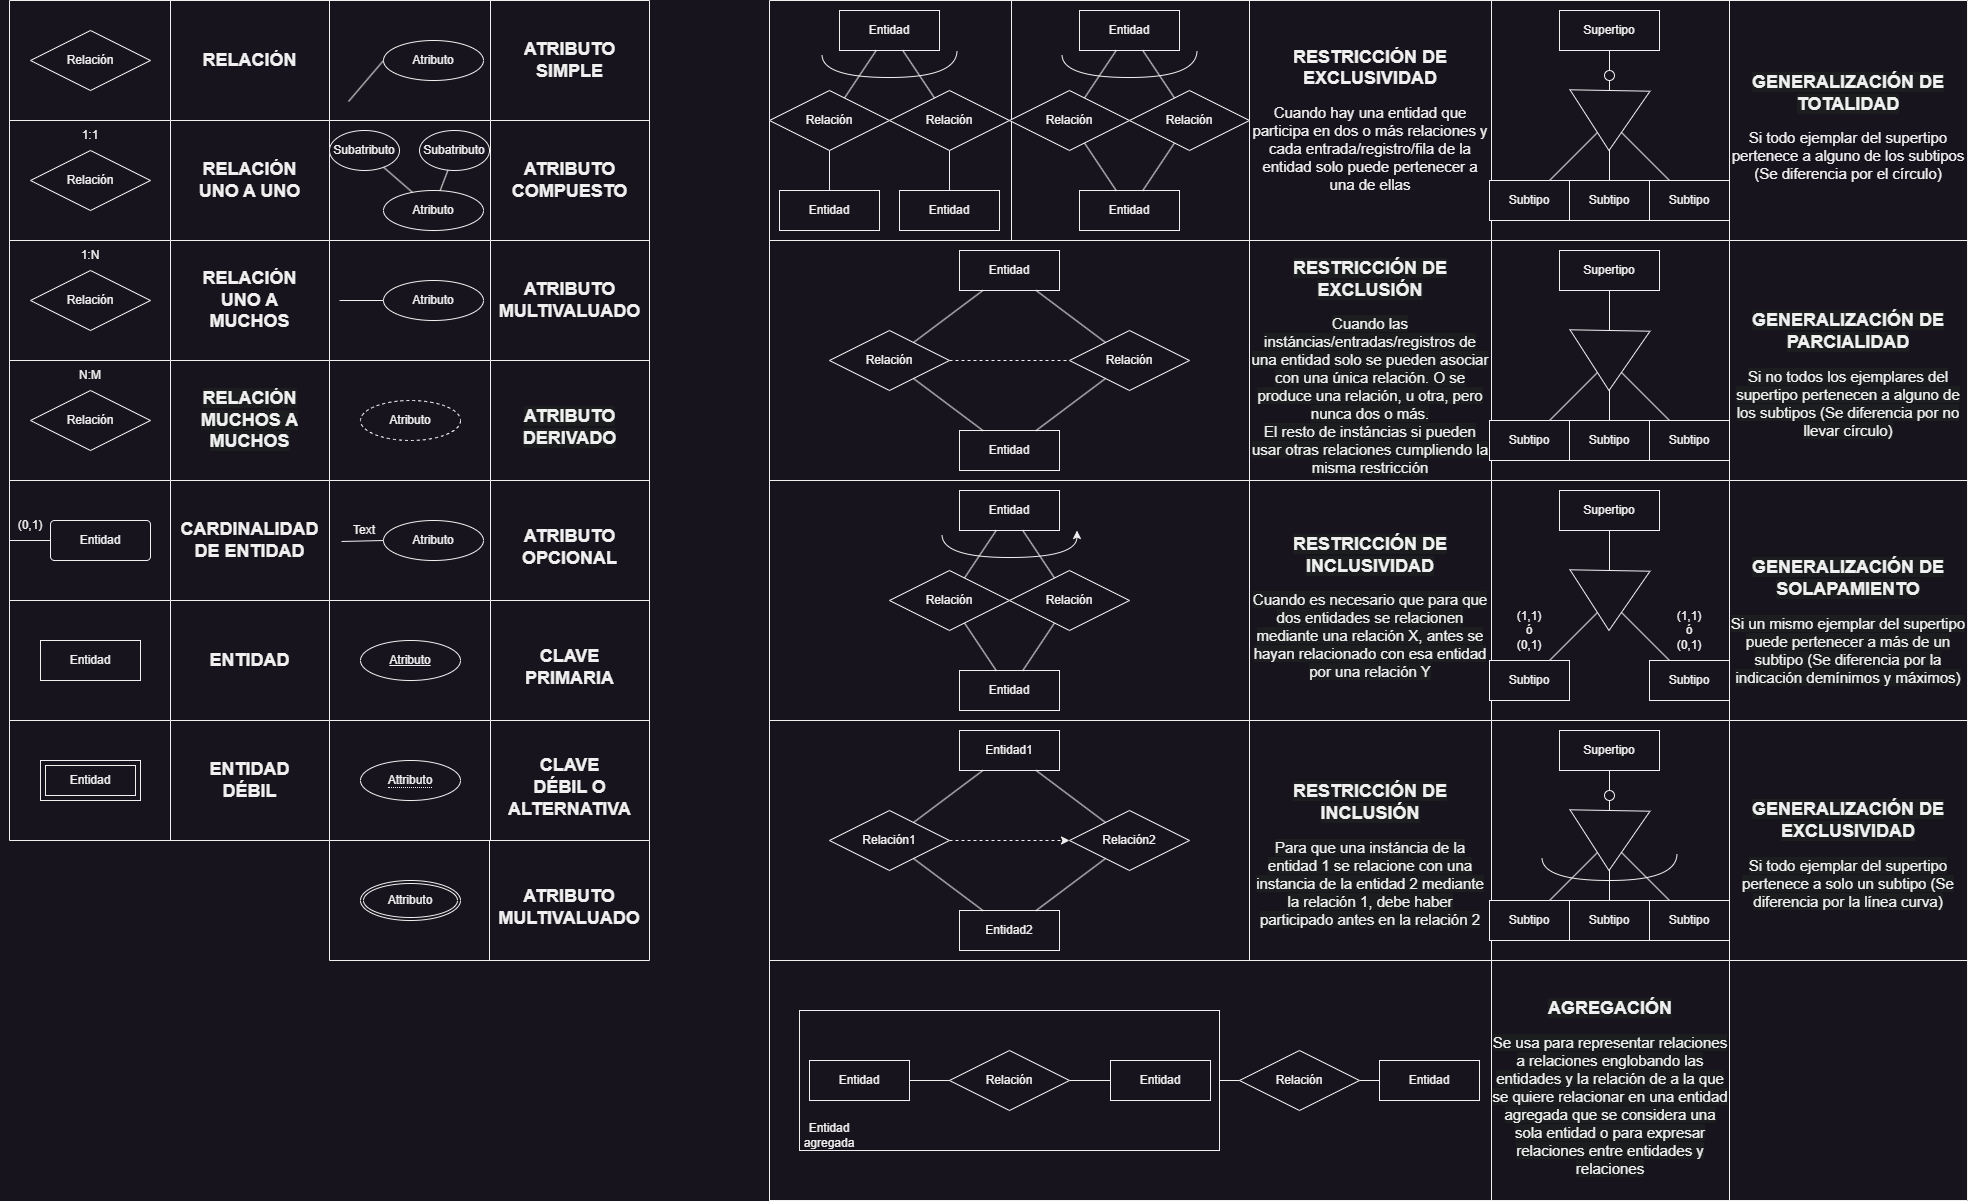 Relación
RELACIÓN
Atributo
ATRIBUTO
SIMPLE
1:1
Relación
RELACIÓN
UNO A UNO
Subatributo
Subatributo
Atributo
ATRIBUTO
COMPUESTO
1:N
Relación
RELACIÓN
UNO A
MUCHOS
Atributo
ATRIBUTO
MULTIVALUADO
N:M
Relación
RELACIÓN
MUCHOS A
MUCHOS
Atributo
ATRIBUTO
DERIVADO
(0,1)
Entidad
CARDINALIDAD
DE ENTIDAD
Text
Atributo
ATRIBUTO
OPCIONAL
Entidad
ENTIDAD
Atributo
CLAVE
PRIMARIA
Entidad
ENTIDAD
DÉBIL
Attributo
CLAVE
DÉBIL O
ALTERNATIVA
Attributo
ATRIBUTO
MULTIVALUADO
Entidad
Relación
Relación
Entidad
Entidad
Entidad
Relación
Relación
Entidad
RESTRICCIÓN DE
EXCLUSIVIDAD
Cuando hay una entidad que
participa en dos o más relaciones y
cada entrada/registro/fila de la
entidad solo puede pertenecer a
una de ellas
Supertipo
Subtipo
Subtipo
Subtipo
GENERALIZACIÓN DE
TOTALIDAD
Si todo ejemplar del supertipo
pertenece a alguno de los subtipos
(Se diferencia por el círculo)
Entidad
Relación
Relación
Entidad
RESTRICCIÓN DE
EXCLUSIÓN
Cuando las
instáncias/entradas/registros de
una entidad solo se pueden asociar
con una única relación. O se
produce una relación, u otra, pero
nunca dos o más.
El resto de instáncias si pueden
usar otras relaciones cumpliendo la
misma restricción
Supertipo
Subtipo
Subtipo
Subtipo
GENERALIZACIÓN DE
PARCIALIDAD
Si no todos los ejemplares del
supertipo pertenecen a alguno de
los subtipos (Se diferencia por no
llevar círculo)
Entidad
Relación
Relación
Entidad
RESTRICCIÓN DE
INCLUSIVIDAD
Cuando es necesario que para que
dos entidades se relacionen
mediante una relación X, antes se
hayan relacionado con esa entidad
por una relación Y
Supertipo
(1,1)
ó
(0,1)
(1,1)
ó
(0,1)
Subtipo
Subtipo
GENERALIZACIÓN DE
SOLAPAMIENTO
Si un mismo ejemplar del supertipo
puede pertenecer a más de un
subtipo (Se diferencia por la
indicación demínimos y máximos)
Entidad1
Relación1
Relación2
Entidad2
RESTRICCIÓN DE
INCLUSIÓN
Para que una instáncia de la
entidad 1 se relacione con una
instancia de la entidad 2 mediante
la relación 1, debe haber
participado antes en la relación 2
Supertipo
Subtipo
Subtipo
Subtipo
GENERALIZACIÓN DE
EXCLUSIVIDAD
Si todo ejemplar del supertipo
pertenece a solo un subtipo (Se
diferencia por la línea curva)
Entidad
Relación
Entidad
Relación
Entidad
Entidad
agregada
AGREGACIÓN
Se usa para representar relaciones
a relaciones englobando las
entidades y la relación de a la que
se quiere relacionar en una entidad
agregada que se considera una
sola entidad o para expresar
relaciones entre entidades y
relaciones